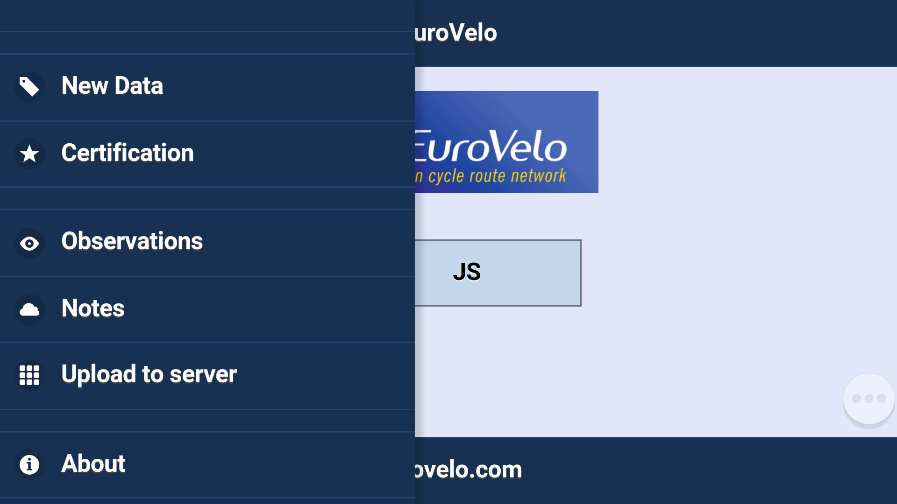 New Data
Certification
Observations
Notes
Upload to server
About
uroVelo
EuroVelo
n cycle route network
JS
ovelo.com